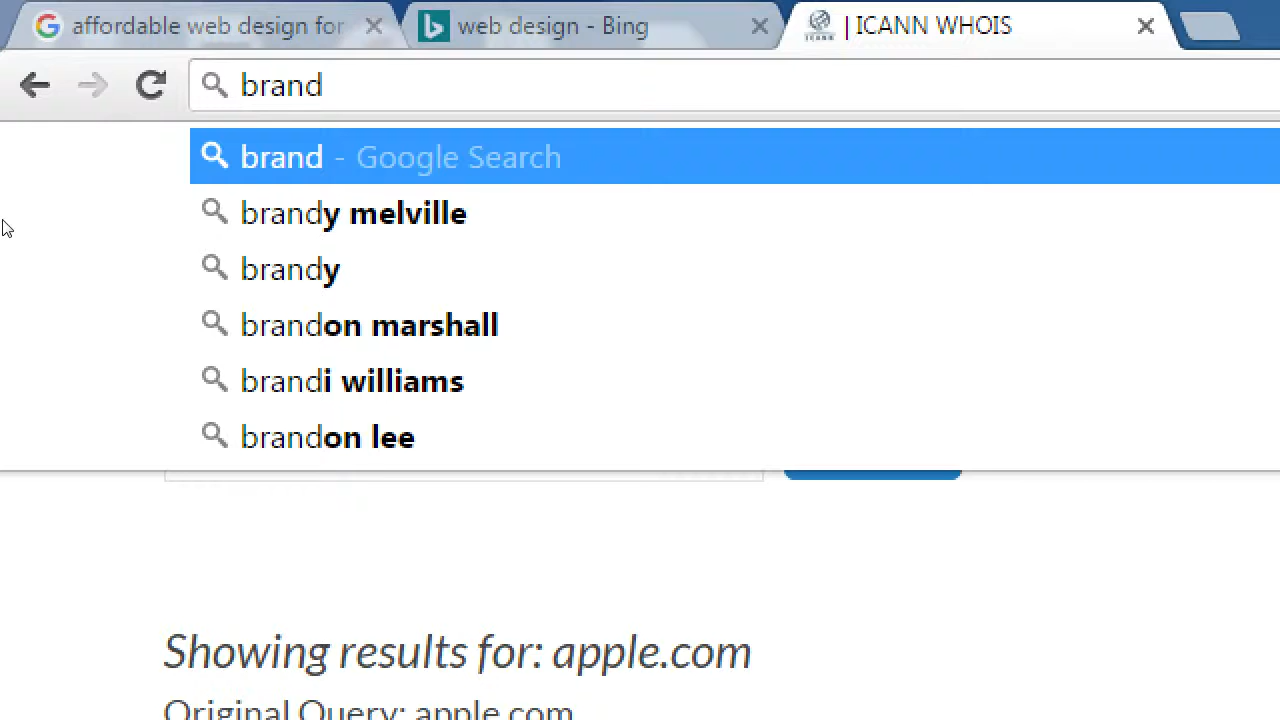 affordable web design for
web design - Bing
| ICANN WHOIS
brand
brand - Google Search
brandy melville
brandy
brandon marshall
brandi williams
brandon lee
Showing results for: apple.com
Original Query: apple.com